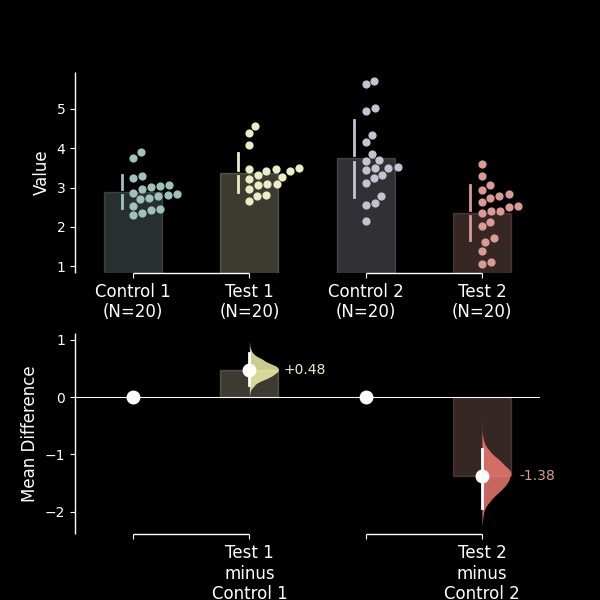 Value
5
4
3
2
1
Control 1
(N=20)
Test 1
(N=20)
Control 2
(N=20)
Test 2
(N=20)
Mean Difference
1
0
−1
−2
+0.48
-1.38
Test 1
minus
Control 1
Test 2
minus
Control 2